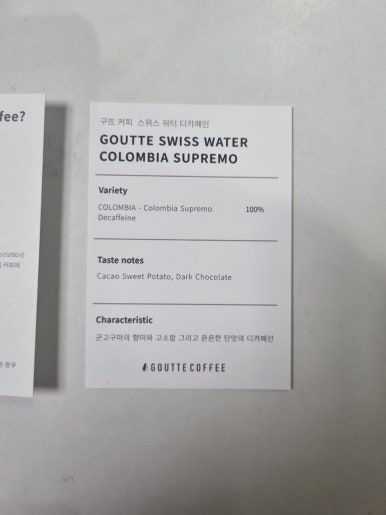 fee?
ociation)
구뜨 커피 스위스 워터 디카페인
GOUTTE SWISS WATER
COLOMBIA SUPREMO
Variety
COLOMBIA - Colombia Supremo 100%
Decaffeine
Taste notes
Cacao Sweet Potato, Dark Chocolate
Characteristic
군고구마의 향미와 고소함 그리고 은은한 단맛의 디카페인
GOUTTE COFFEE